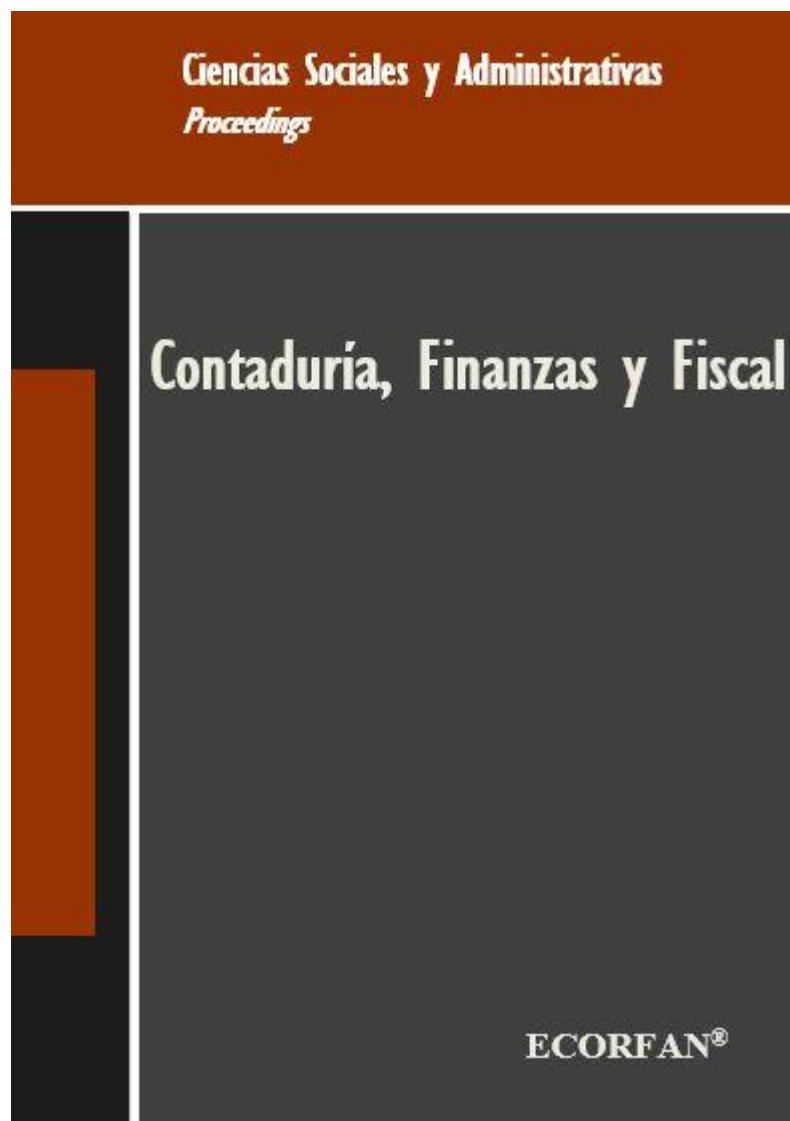 Ciencias Sociales y Administrativas
Proceedings
Contaduría, Finanzas y Fiscal
ECORFAN®